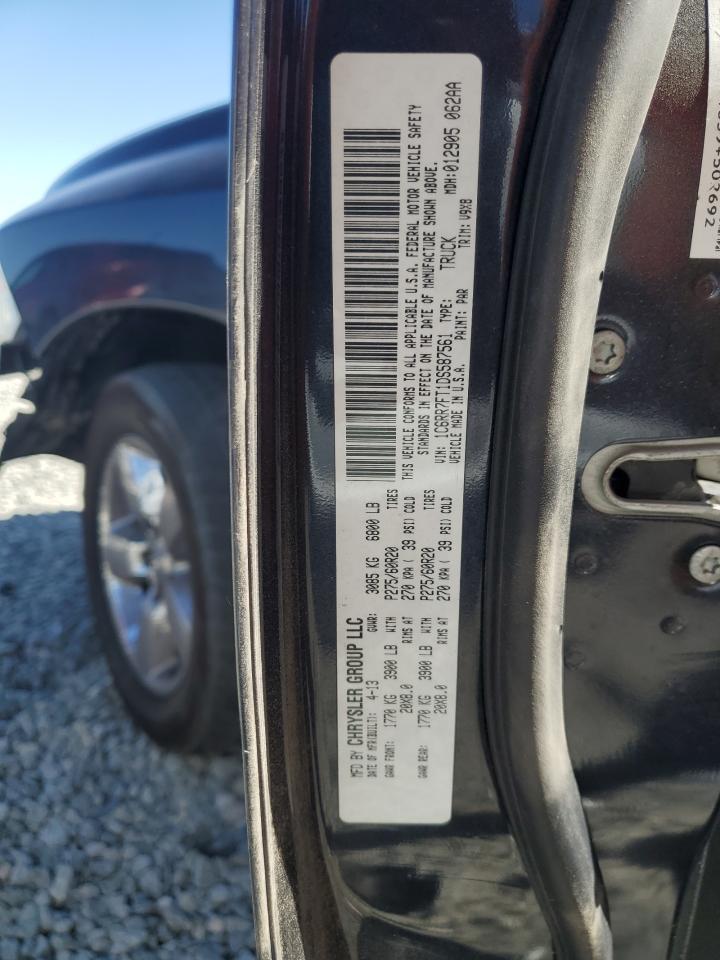 MFD BY CHRYSLER GROUP LLC
DATE OF MFR(BUILT): 4-13 GVWR: 3085 KG 6800 LB
GAWR FRONT: 1770 KG 3900 LB WITH P275/60R20 TIRES
20X8.0 RIMS AT 270 KPA ( 39 PSI) COLD
GAWR REAR: 1770 KG 3900 LB WITH P275/60R20 TIRES
20X8.0 RIMS AT 270 KPA ( 39 PSI) COLD
THIS VEHICLE CONFORMS TO ALL APPLICABLE U.S.A. FEDERAL MOTOR VEHICLE SAFETY
STANDARDS IN EFFECT ON THE DATE OF MANUFACTURE SHOWN ABOVE.
VIN: 1C6RR7FT1DS587561 TYPE: TRUCK MDH:012905 062AA
VEHICLE MADE IN U.S.A. PAINT: PAR TRIM: V9X8